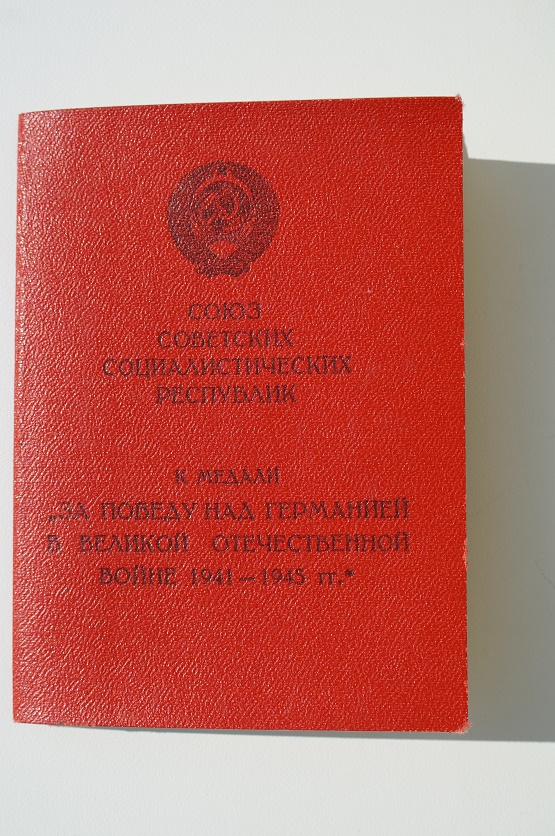 СОЮЗ
СОВЕТСКИХ
СОЦИАЛИСТИЧЕСКИХ
РЕСПУБЛИК
К МЕДАЛИ
„ЗА ПОБЕДУ НАД ГЕРМАНИЕЙ
В ВЕЛИКОЙ ОТЕЧЕСТВЕННОЙ
ВОЙНЕ 1941—1945 гг.“